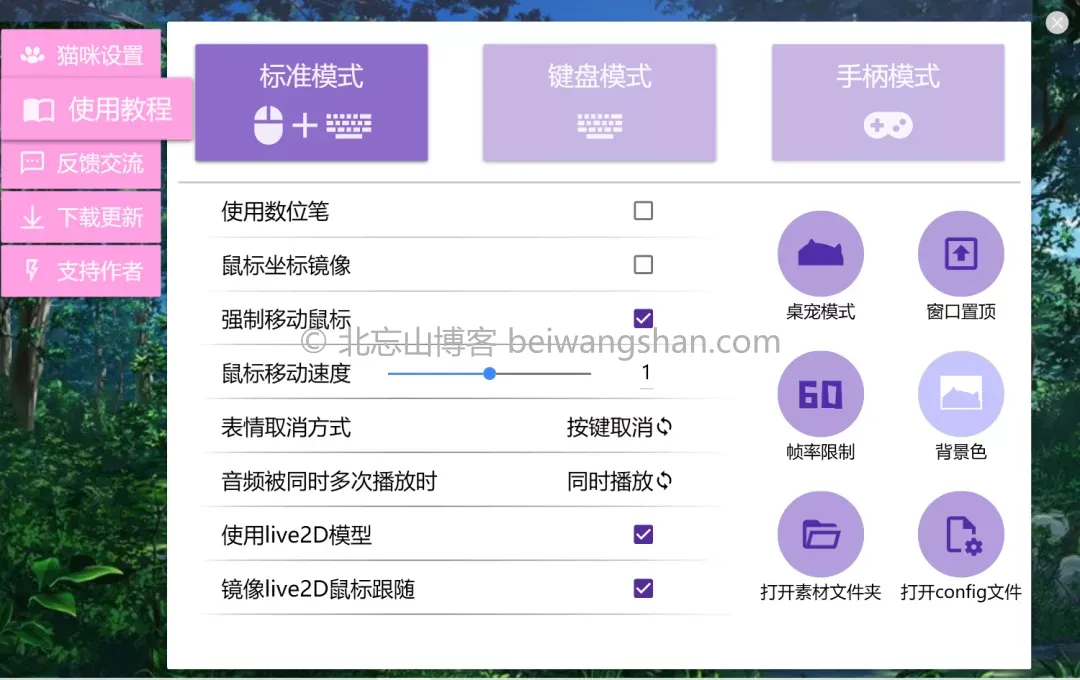 猫咪设置
使用教程
反馈交流
下载更新
支持作者
标准模式
键盘模式
手柄模式
使用数位笔
鼠标坐标镜像
强制移动鼠标
© 北忘山博客 beiwangshan.com
鼠标移动速度 1
表情取消方式 按键取消
音频被同时多次播放时 同时播放
使用live2D模型
镜像live2D鼠标跟随
桌宠模式
窗口置顶
60
帧率限制
背景色
打开素材文件夹
打开config文件